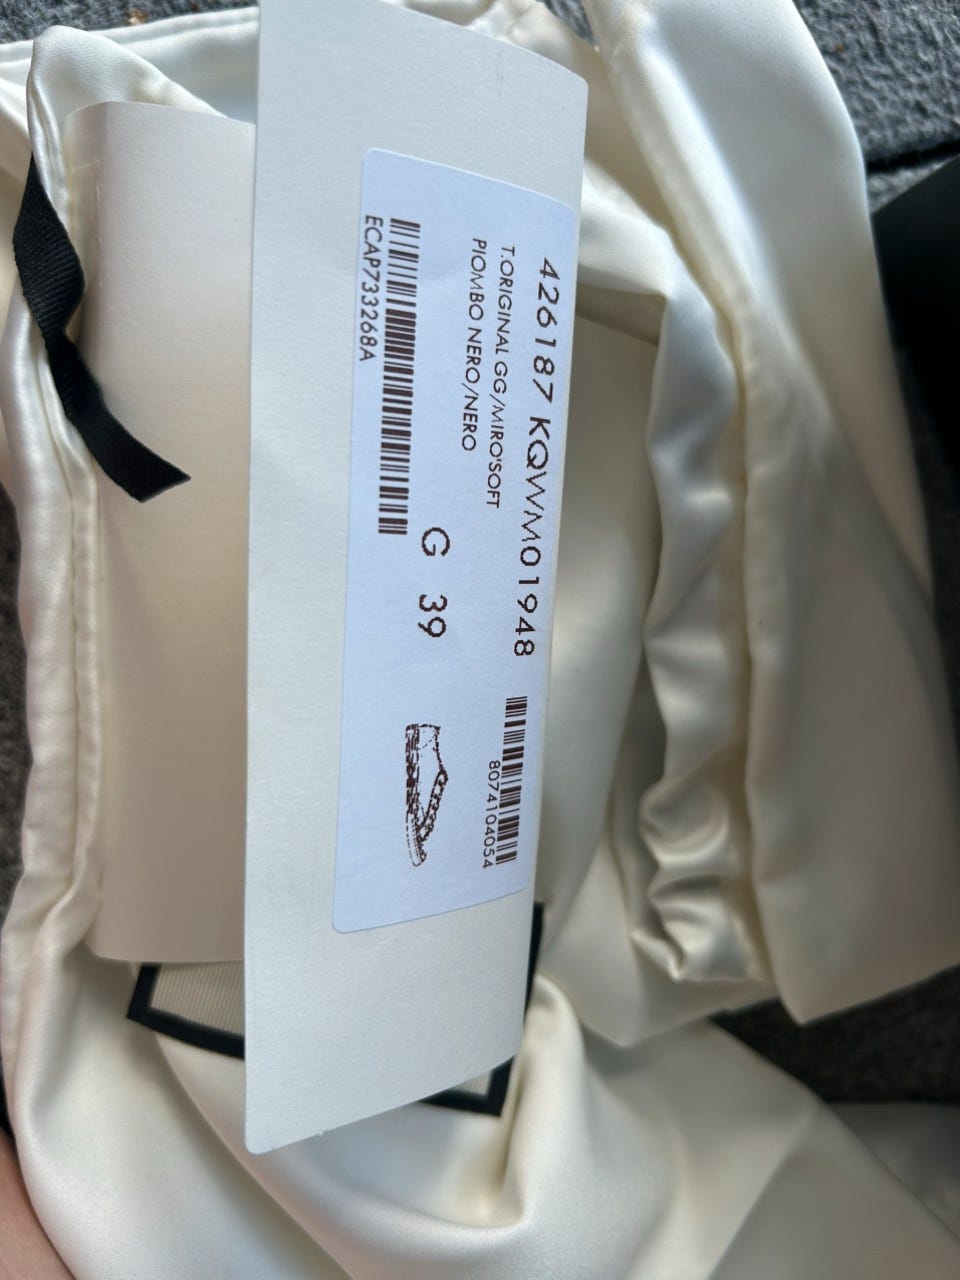 426187 KQWM01948
8074104054
T.ORIGINAL GG/MIRO'SOFT
PIOMBO NERO/NERO
G 39
ECAP733268A